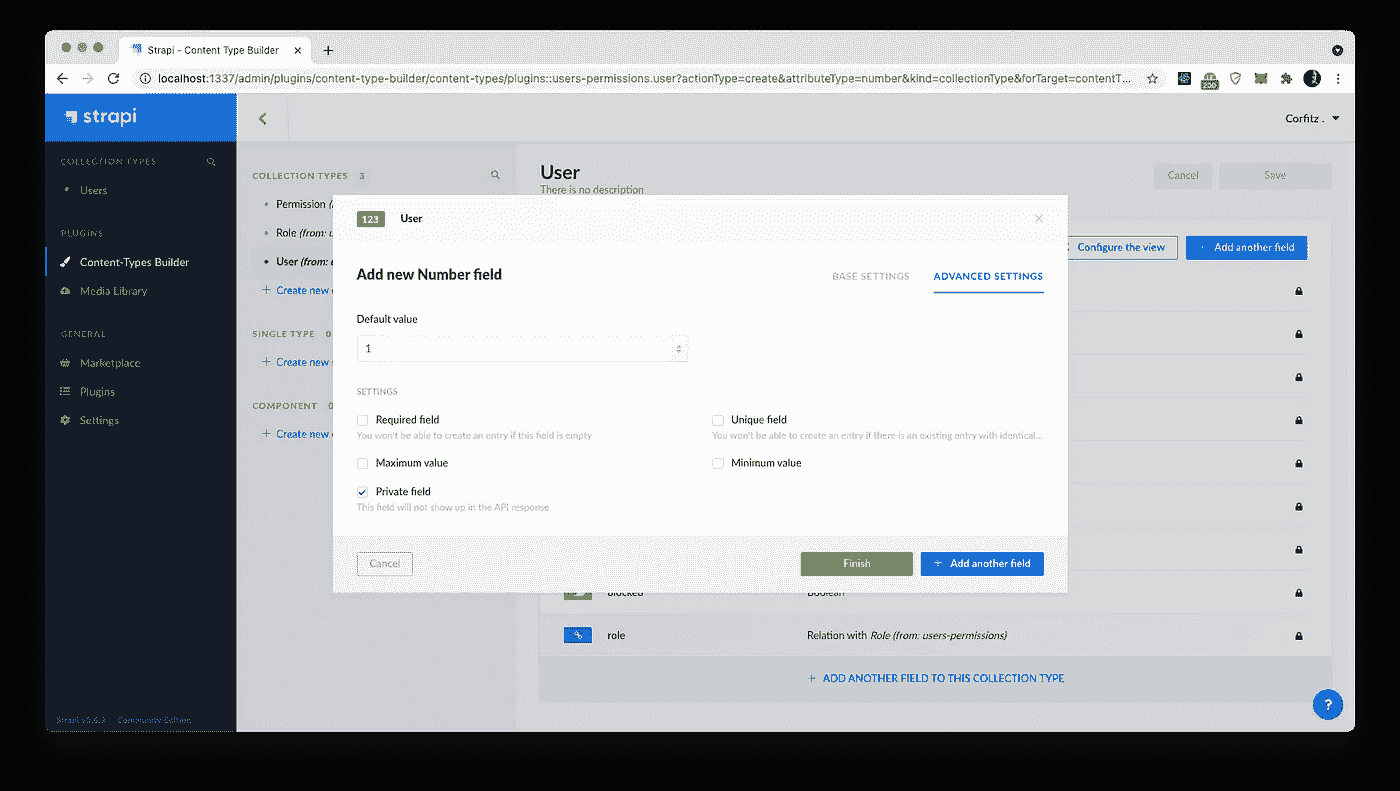 Strapi - Content Type Builder
localhost:1337/admin/plugins/content-type-builder/content-types/plugins::users-permissions.user?actionType=create&attributeType=number&kind=collectionType&forTarget=contentT...
200
strapi
Corfitz .
COLLECTION TYPES
Users
PLUGINS
Content-Types Builder
Media Library
GENERAL
Marketplace
Plugins
Settings
Strapi v3.6.3 — Community Edition
COLLECTION TYPES 3
Permission
Role (from: u
User (from:
+ Create new
SINGLE TYPE 0
+ Create new
COMPONENT 0
+ Create new
User
There is no description
Cancel
Save
Configure the view
Add another field
123 User
Add new Number field
BASE SETTINGS
ADVANCED SETTINGS
Default value
1
SETTINGS
Required field
You won't be able to create an entry if this field is empty
Unique field
You won't be able to create an entry if there is an existing entry with identical...
Maximum value
Minimum value
Private field
This field will not show up in the API response
Cancel
Finish
+ Add another field
blocked
Boolean
role
Relation with Role (from: users-permissions)
+ ADD ANOTHER FIELD TO THIS COLLECTION TYPE
?